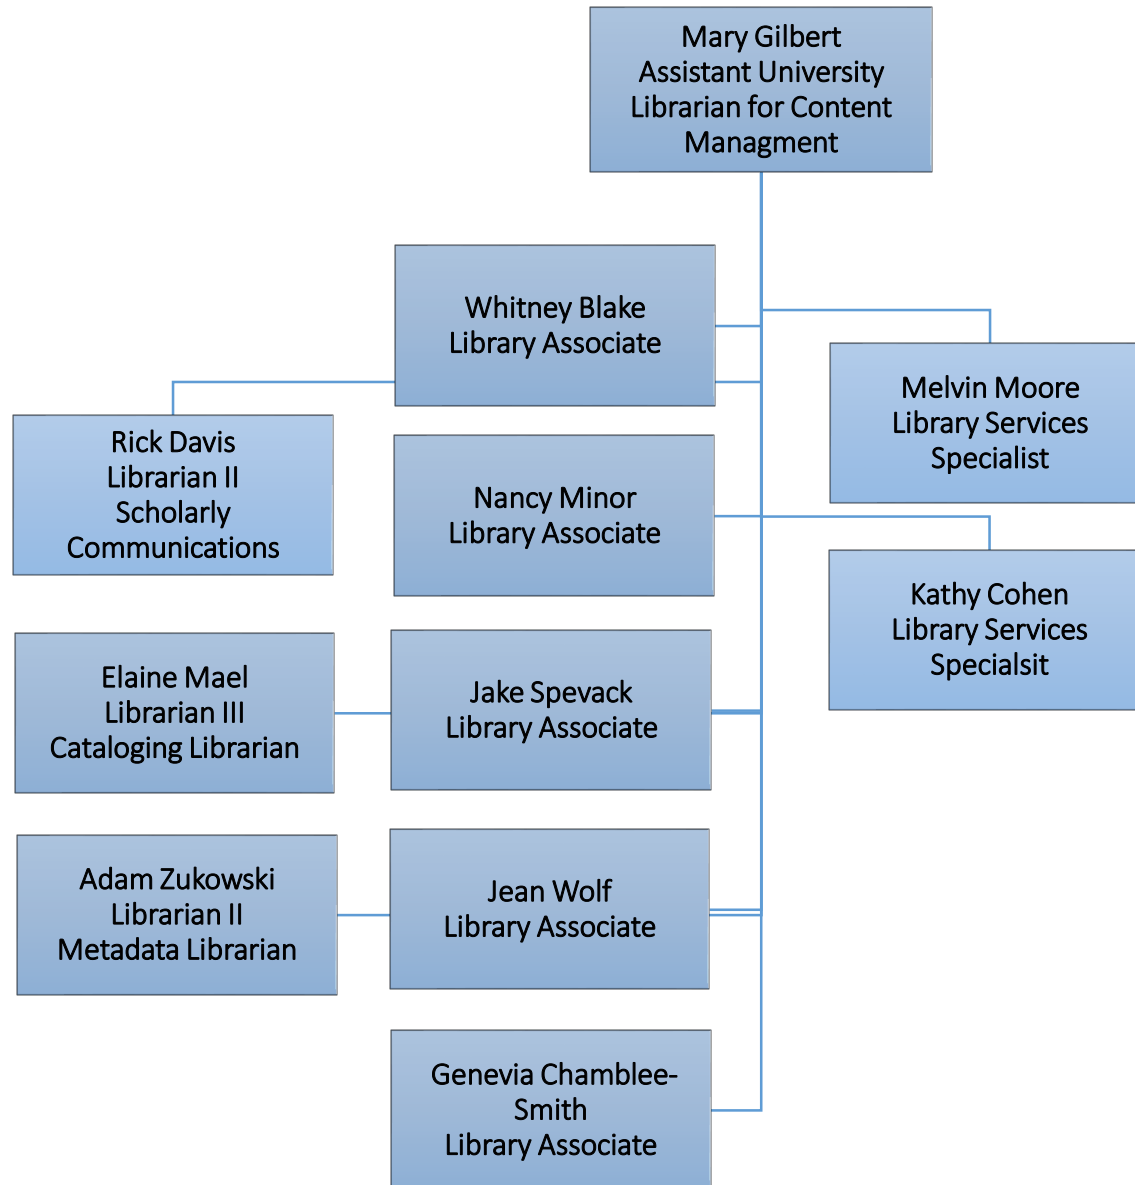 Mary Gilbert
Assistant University
Librarian for Content
Managment
Whitney Blake
Library Associate
Melvin Moore
Library Services
Specialist
Rick Davis
Librarian II
Scholarly
Communications
Nancy Minor
Library Associate
Kathy Cohen
Library Services
Specialsit
Elaine Mael
Librarian III
Cataloging Librarian
Jake Spevack
Library Associate
Adam Zukowski
Librarian II
Metadata Librarian
Jean Wolf
Library Associate
Genevia Chamblee-
Smith
Library Associate